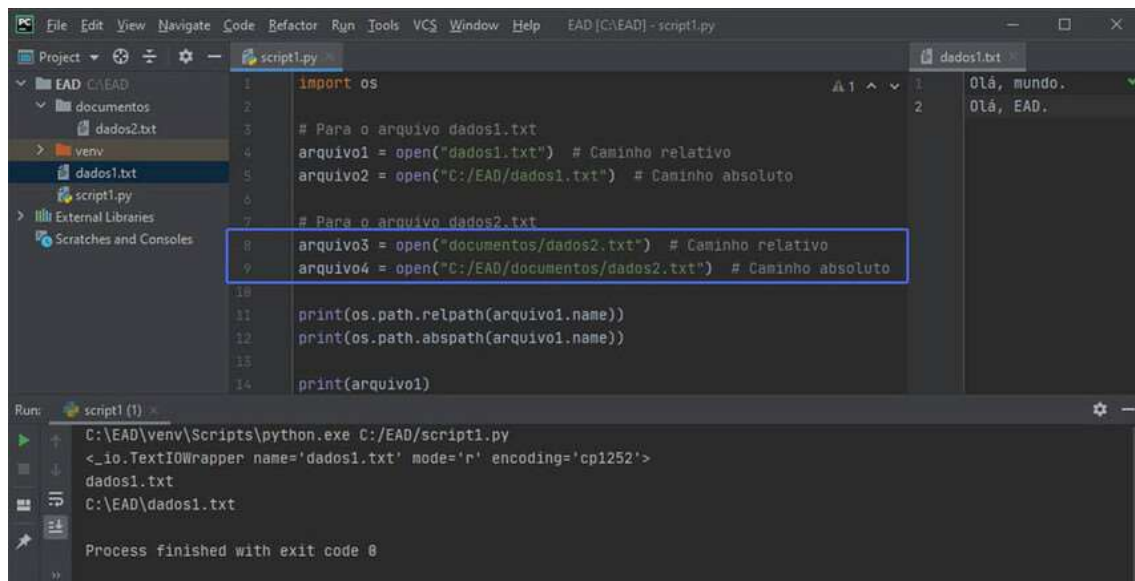 PC File Edit View Navigate Code Refactor Run Tools VCS Window Help EAD [C:\EAD] - script1.py
Project
script1.py
dados1.txt
EAD C:\EAD
documentos
dados2.txt
venv
dados1.txt
script1.py
External Libraries
Scratches and Consoles
1 import os
2
3 # Para o arquivo dados1.txt
4 arquivo1 = open("dados1.txt") # Caminho relativo
5 arquivo2 = open("C:/EAD/dados1.txt") # Caminho absoluto
6
7 # Para o arquivo dados2.txt
8 arquivo3 = open("documentos/dados2.txt") # Caminho relativo
9 arquivo4 = open("C:/EAD/documentos/dados2.txt") # Caminho absoluto
10
11 print(os.path.relpath(arquivo1.name))
12 print(os.path.abspath(arquivo1.name))
13
14 print(arquivo1)
1
1 Olá, mundo.
2 Olá, EAD.
Run: script1 (1)
C:\EAD\venv\Scripts\python.exe C:/EAD/script1.py
<_io.TextIOWrapper name='dados1.txt' mode='r' encoding='cp1252'>
dados1.txt
C:\EAD\dados1.txt
Process finished with exit code 0